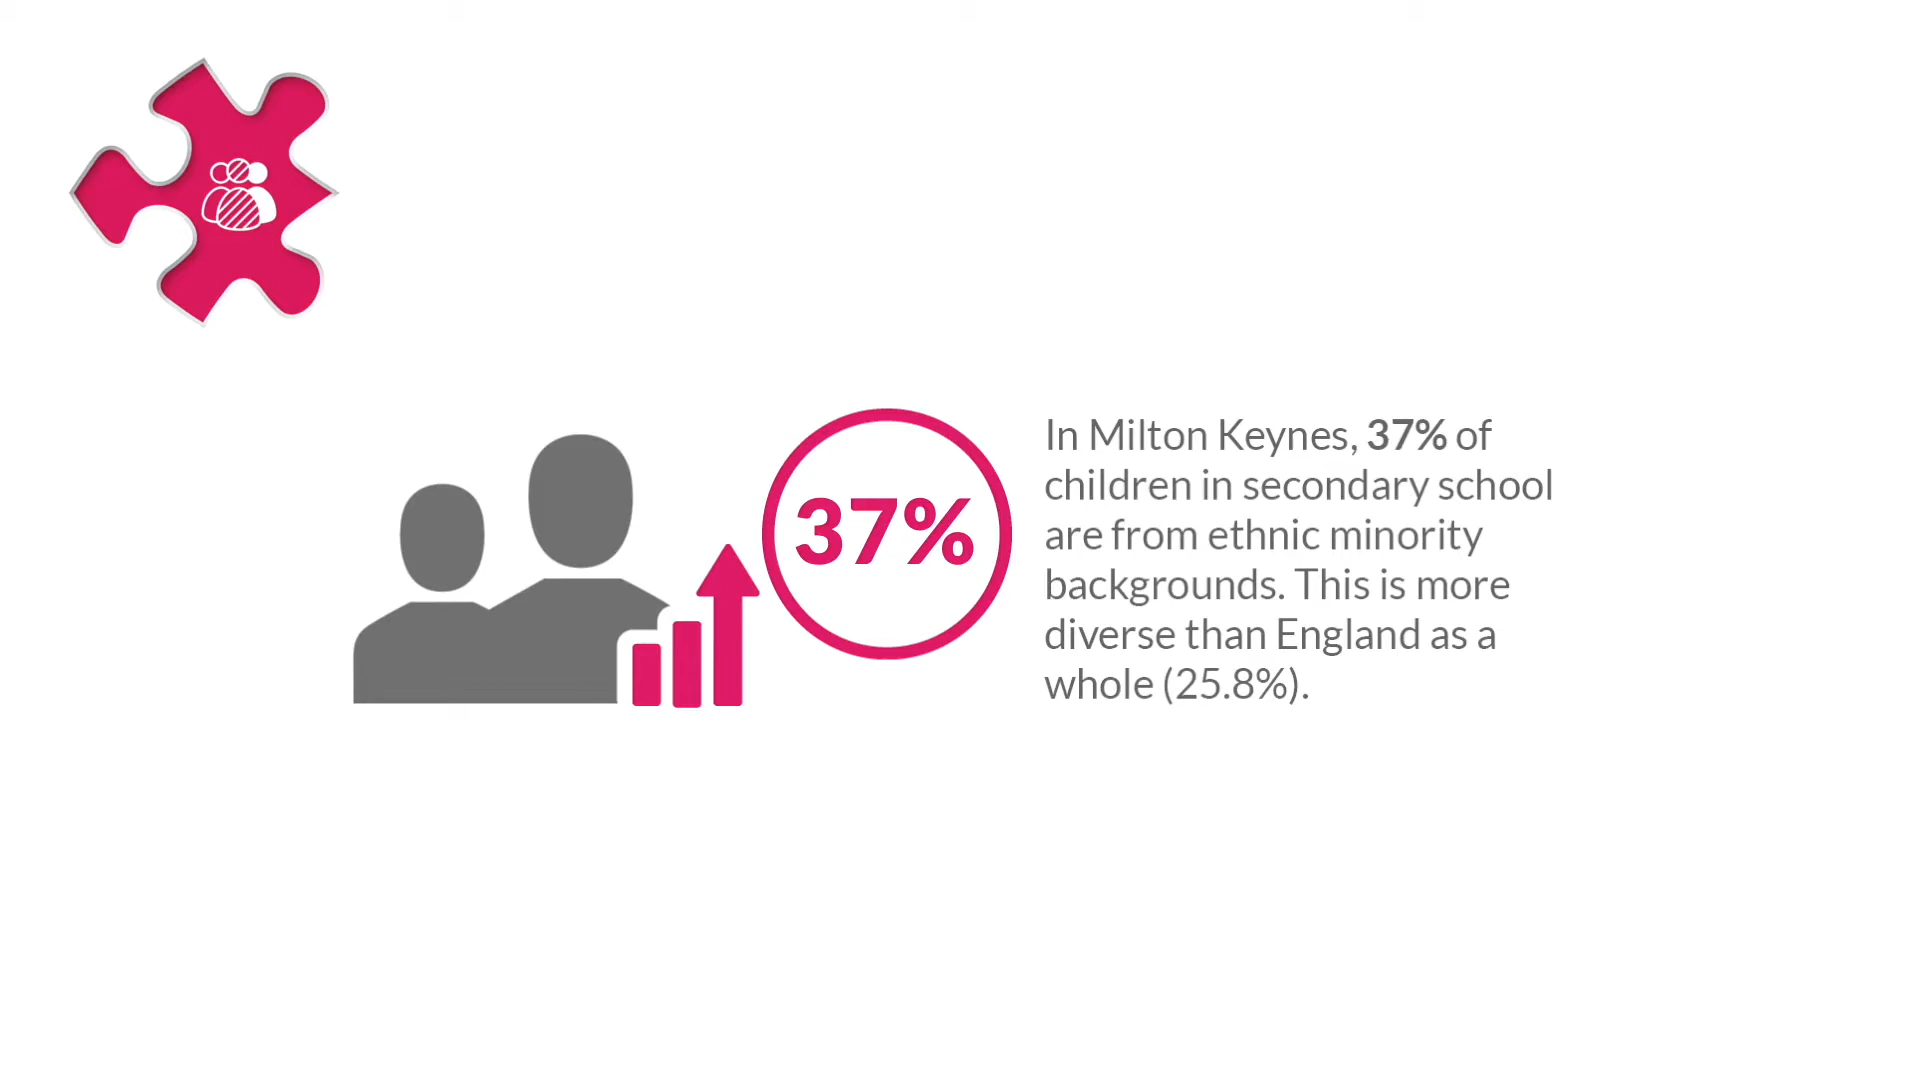 37%
In Milton Keynes, 37% of
children in secondary school
are from ethnic minority
backgrounds. This is more
diverse than England as a
whole (25.8%).